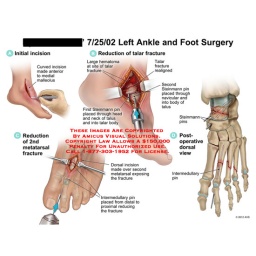 7/25/02 Left Ankle and Foot Surgery
A Initial incision
Curved incision
made anterior
to medial
malleolus
B Reduction of talar fracture
Large hematoma
at site of
talar fracture
Talar
fracture
realigned
First Steinmann pin
placed through head
and neck of talus
and into talar body
Second
Steinmann pin
placed through
navicular and
into body of
talus
C Reduction
of 2nd
metatarsal
fracture
These Images Are Copyrighted
By Amicus Visual Solutions.
Copyright Law Allows A $150,000
Penalty For Unauthorized Use.
Call 1-877-303-1952 For License.
Dorsal incision
made over second
metatarsal exposing
the fracture
Intermedullary pin
placed from distal to
proximal reducing
the fracture
Steinmann
pins
D Post-
operative
dorsal
view
Intermedullary
pin